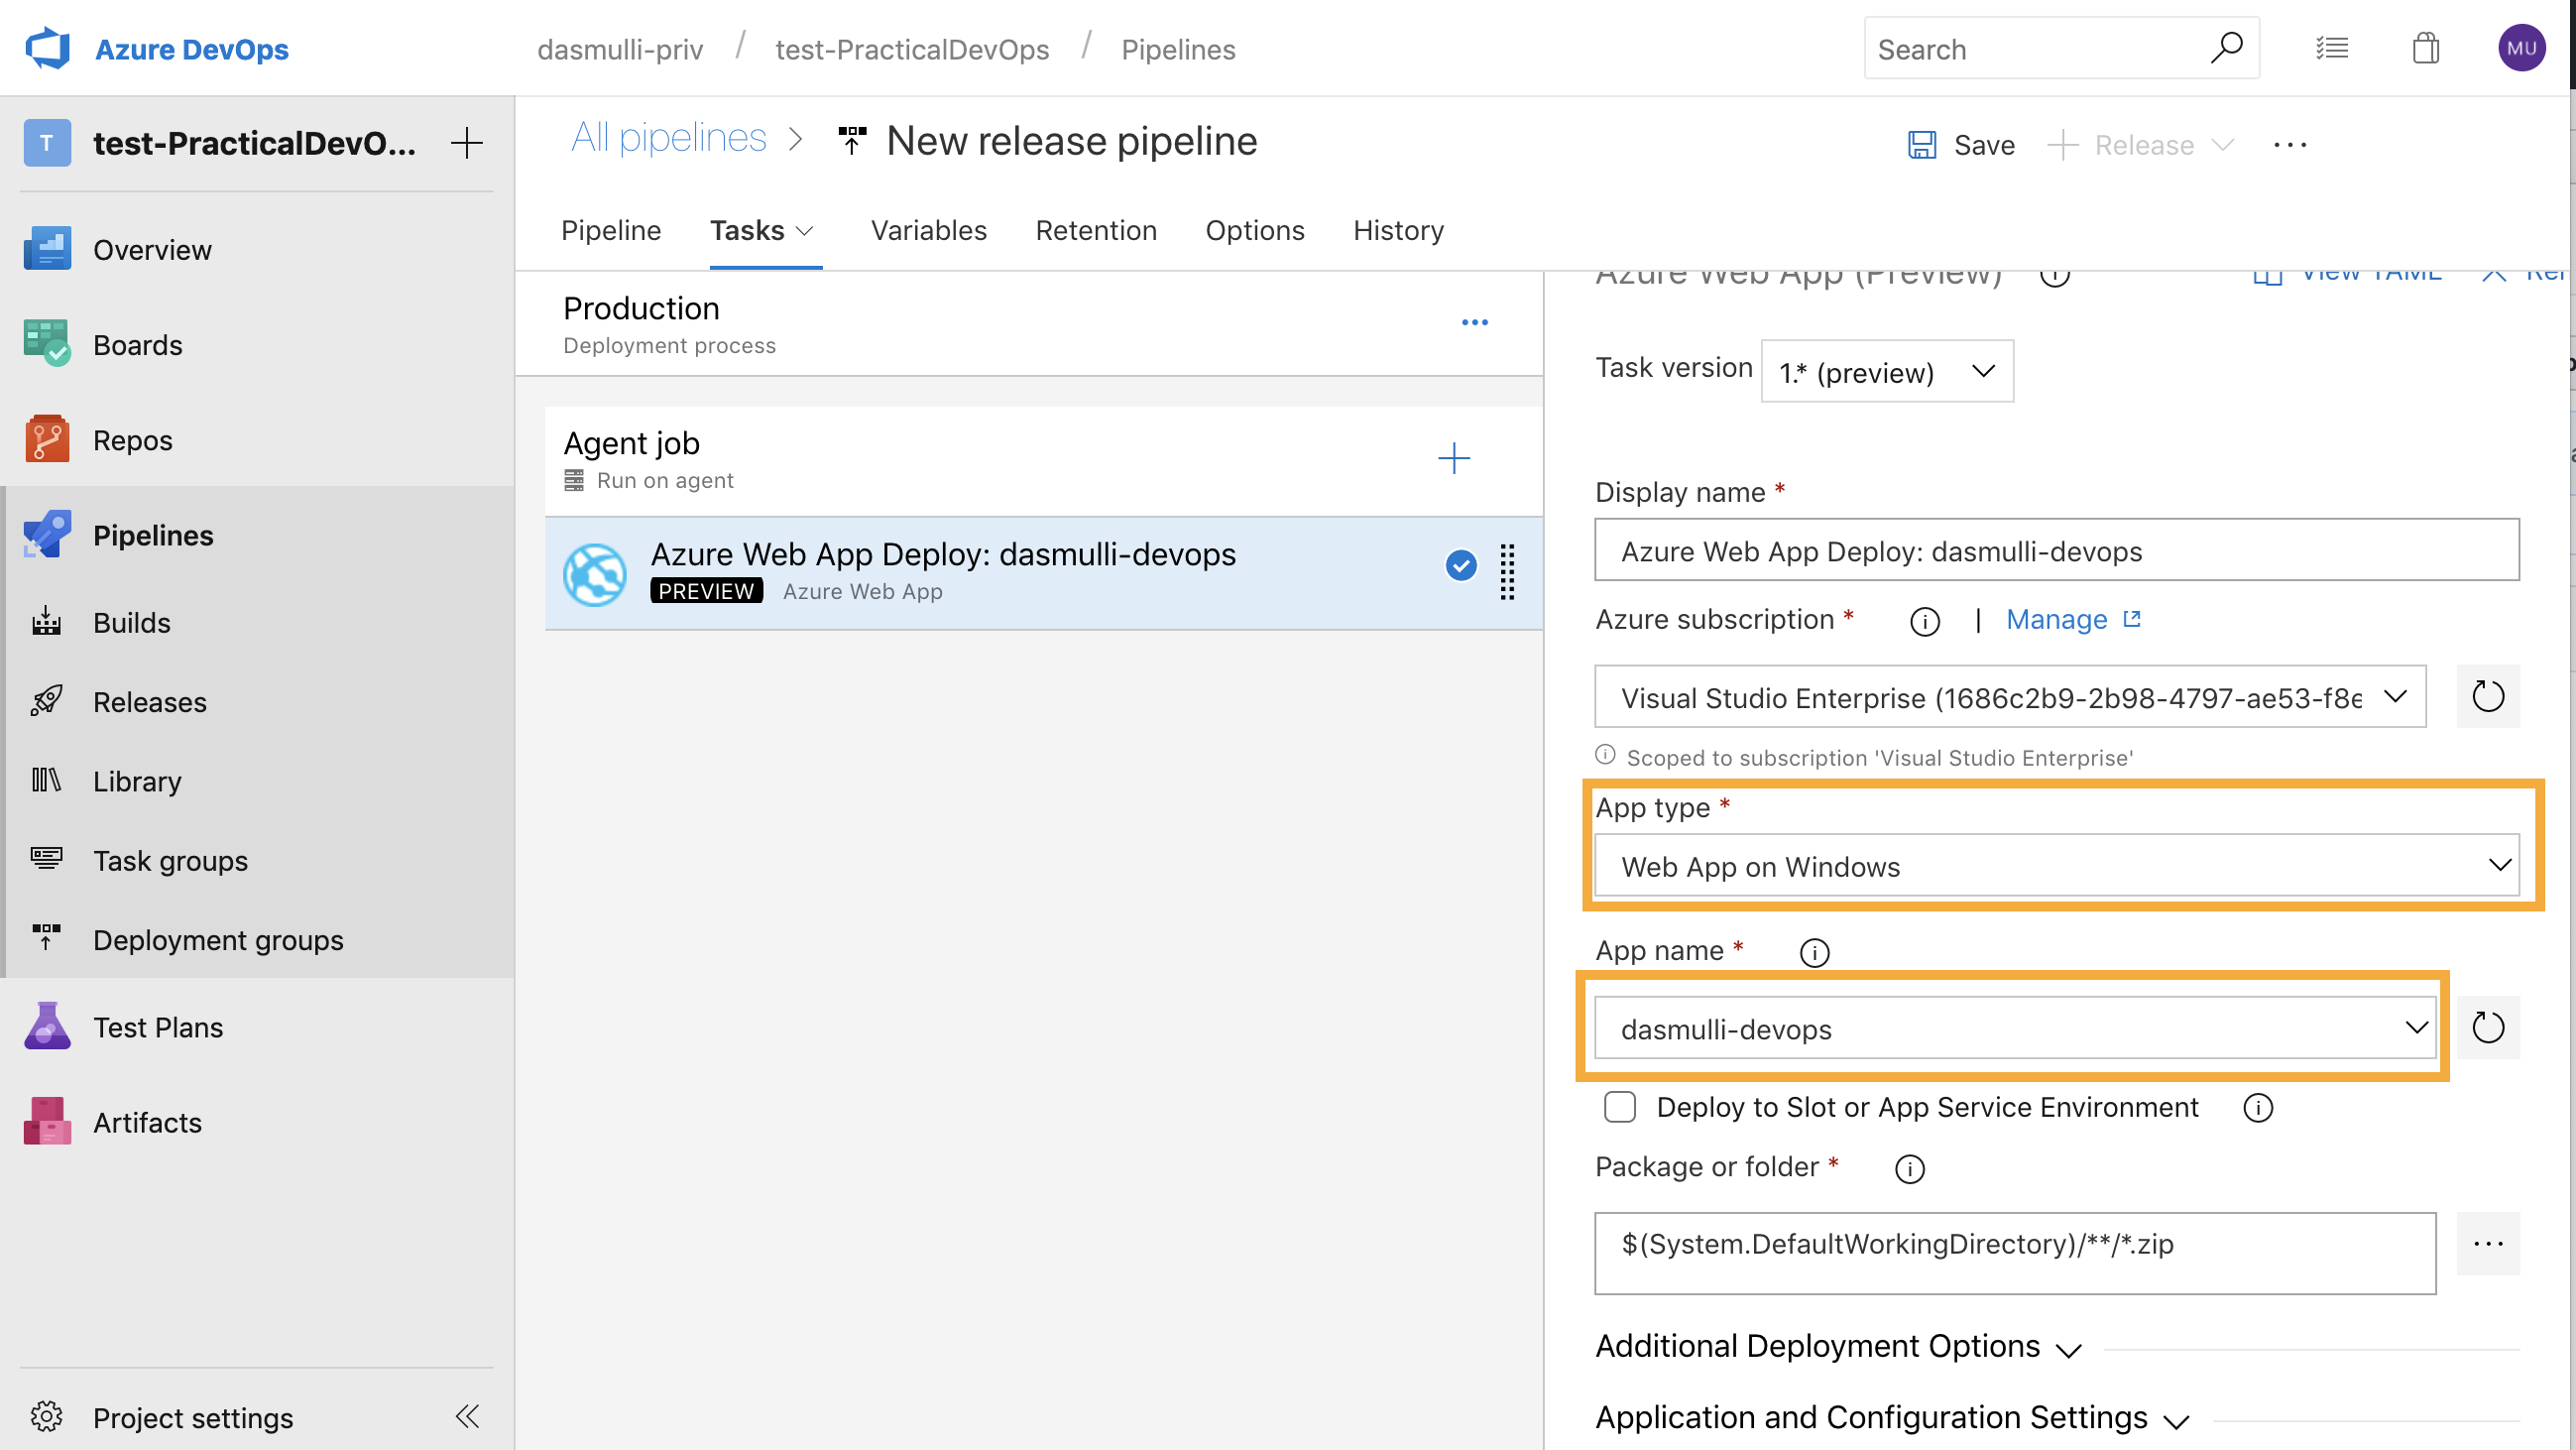 Azure DevOps
dasmulli-priv / test-PracticalDevOps / Pipelines
Search
MU
T
test-PracticalDevO...
Overview
Boards
Repos
Pipelines
Builds
Releases
Library
Task groups
Deployment groups
Test Plans
Artifacts
Project settings
All pipelines > New release pipeline
Save
Release
Pipeline
Tasks
Variables
Retention
Options
History
Production
Deployment process
Agent job
Run on agent
Azure Web App Deploy: dasmulli-devops
PREVIEW Azure Web App
Azure Web App (Preview)
View YAML
Task version
1.* (preview)
Display name *
Azure Web App Deploy: dasmulli-devops
Azure subscription * | Manage
Visual Studio Enterprise (1686c2b9-2b98-4797-ae53-f8e
Scoped to subscription 'Visual Studio Enterprise'
App type *
Web App on Windows
App name *
dasmulli-devops
Deploy to Slot or App Service Environment
Package or folder *
$(System.DefaultWorkingDirectory)/**/*.zip
Additional Deployment Options
Application and Configuration Settings